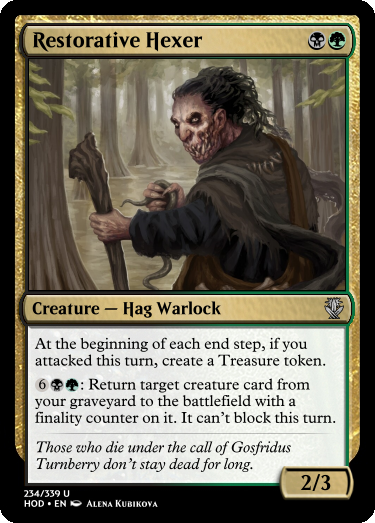 Restorative Hexer
Creature — Hag Warlock
At the beginning of each end step, if you
attacked this turn, create a Treasure token.
6: Return target creature card from
your graveyard to the battlefield with a
finality counter on it. It can't block this turn.
Those who die under the call of Gosfridus
Turnberry don't stay dead for long.
2/3
234/339 U
HOD • EN Alena Kubikova